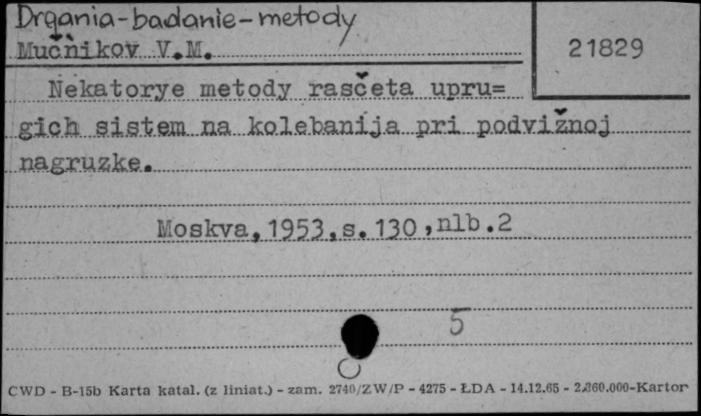 Drgania-badanie-metody
Mučnikov V.M.
21829
Nekatorye metody rasčeta upru=
gich sistem na kolebanija pri podvižnoj
nagruzke.
Moskva,1953,s.130,nlb.2
5
CWD - B-15b Karta katal. (z liniat.) - zam. 2740/ZW/P - 4275 - ŁDA - 14.12.65 - 2.360.000-Kartor